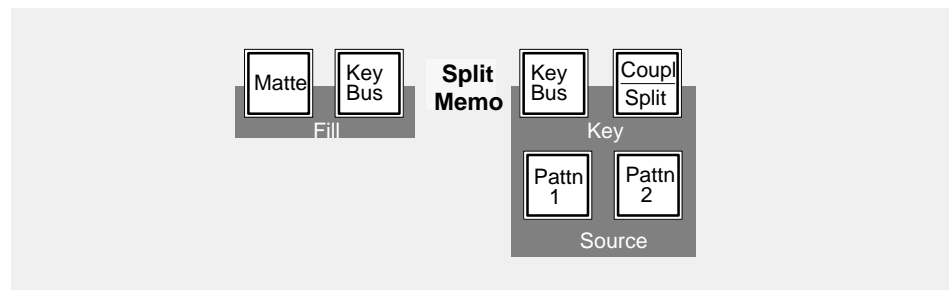 Matte
Key
Bus
Fill
Split
Memo
Key
Bus
Coupl
Split
Key
Pattn
1
Pattn
2
Source